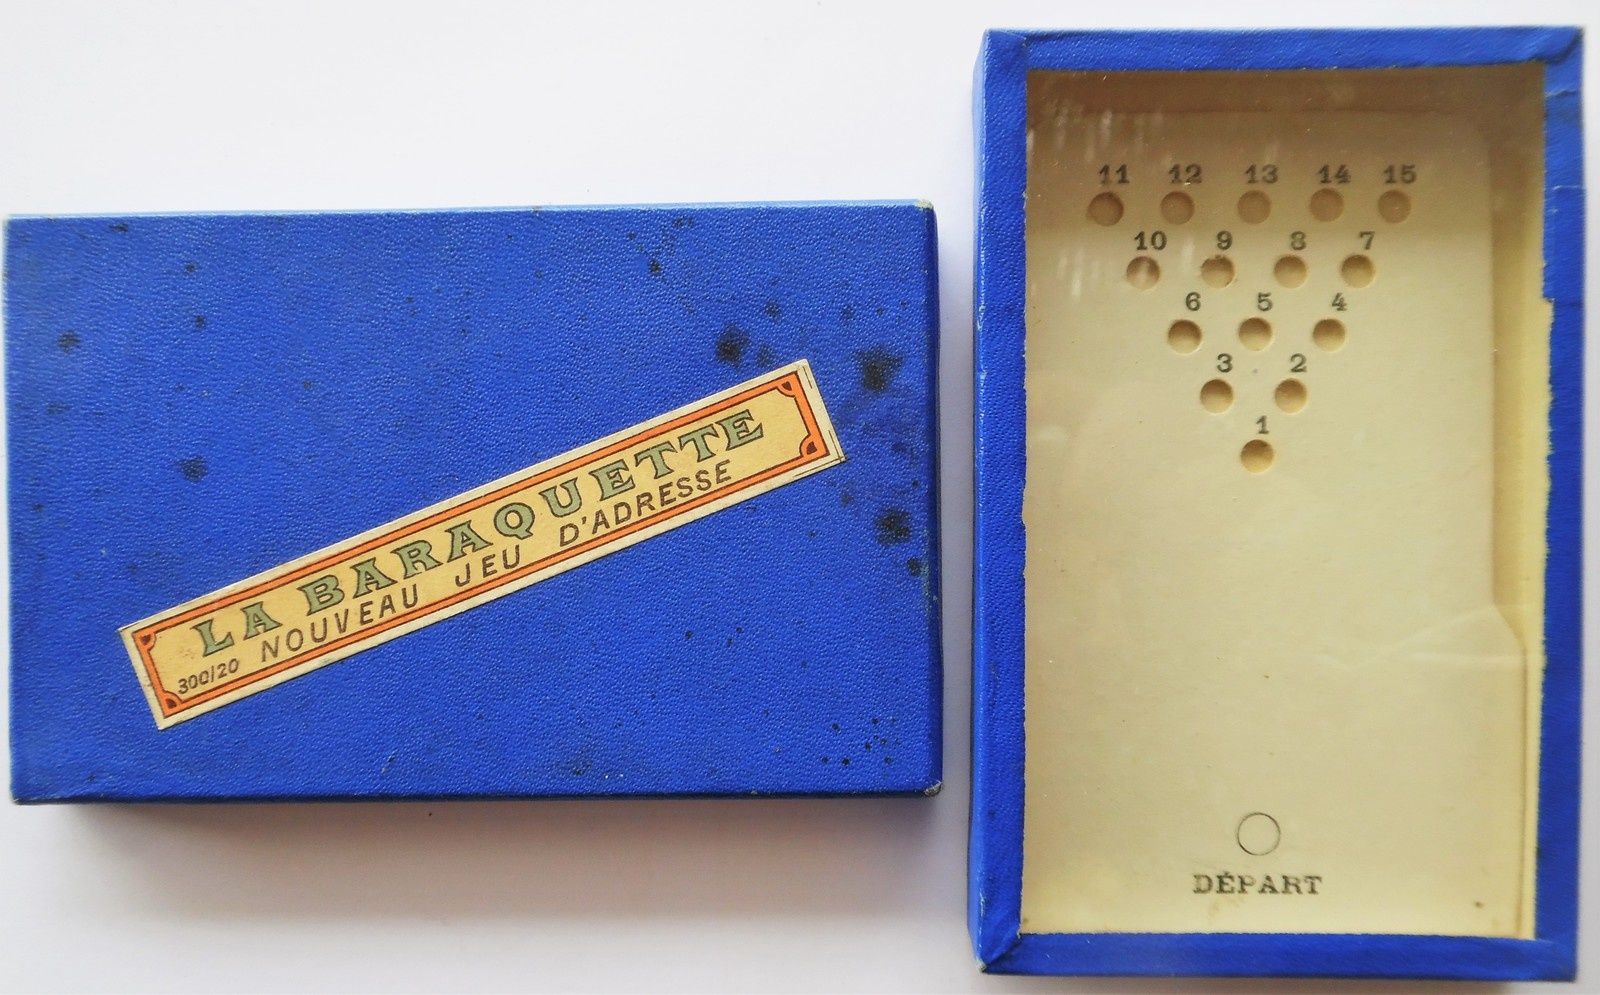 LA BARAQUETTE
300/20 NOUVEAU JEU D'ADRESSE
11 12 13 14 15
10 9 8 7
6 5 4
3 2
1
DÉPART